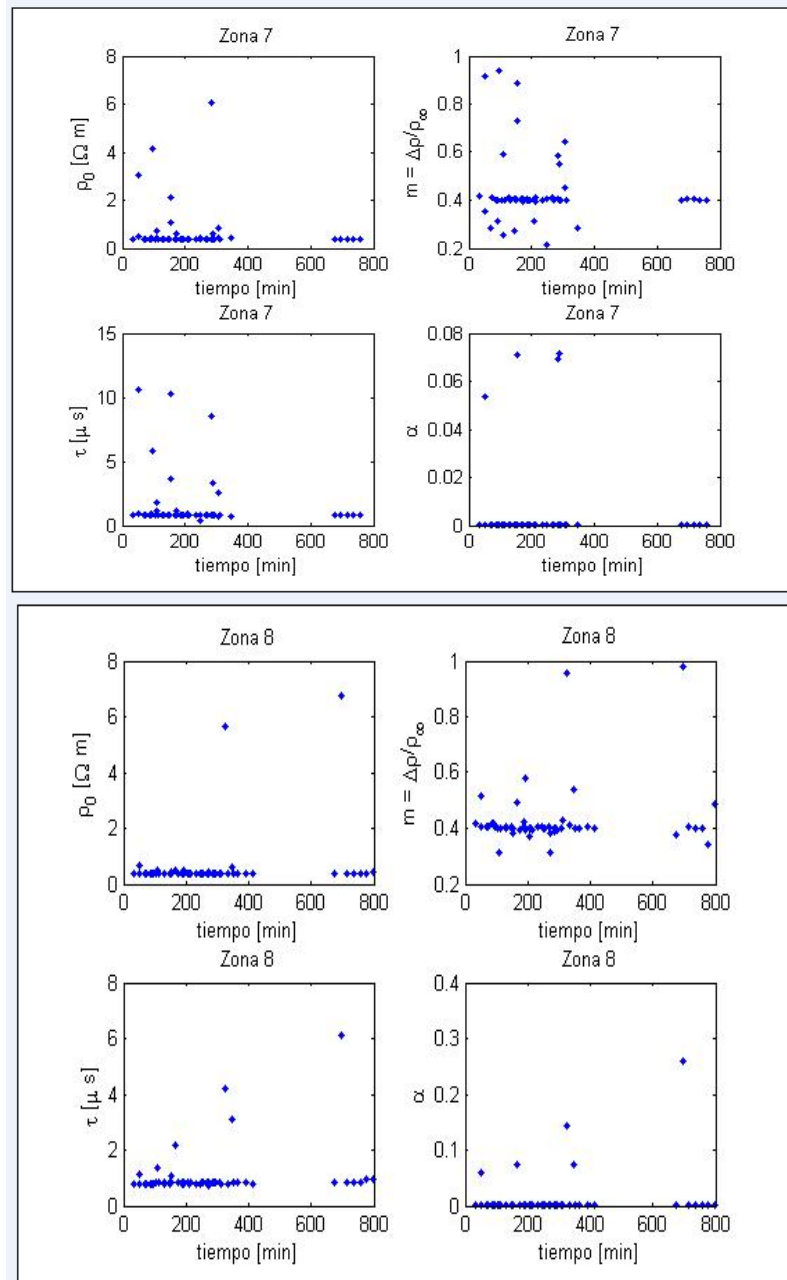 Zona 7
Zona 7
8
6
4
2
0
ρ₀ [Ω m]
0 200 400 600 800
tiempo [min]
1
0.8
0.6
0.4
0.2
m = Δρ/ρ∞
0 200 400 600 800
tiempo [min]
Zona 7
Zona 7
15
10
5
0
τ [μ s]
0 200 400 600 800
tiempo [min]
0.08
0.06
0.04
0.02
0
α
0 200 400 600 800
tiempo [min]
Zona 8
Zona 8
8
6
4
2
0
ρ₀ [Ω m]
0 200 400 600 800
tiempo [min]
1
0.8
0.6
0.4
0.2
m = Δρ/ρ∞
0 200 400 600 800
tiempo [min]
Zona 8
Zona 8
8
6
4
2
0
τ [μ s]
0 200 400 600 800
tiempo [min]
0.4
0.3
0.2
0.1
0
α
0 200 400 600 800
tiempo [min]